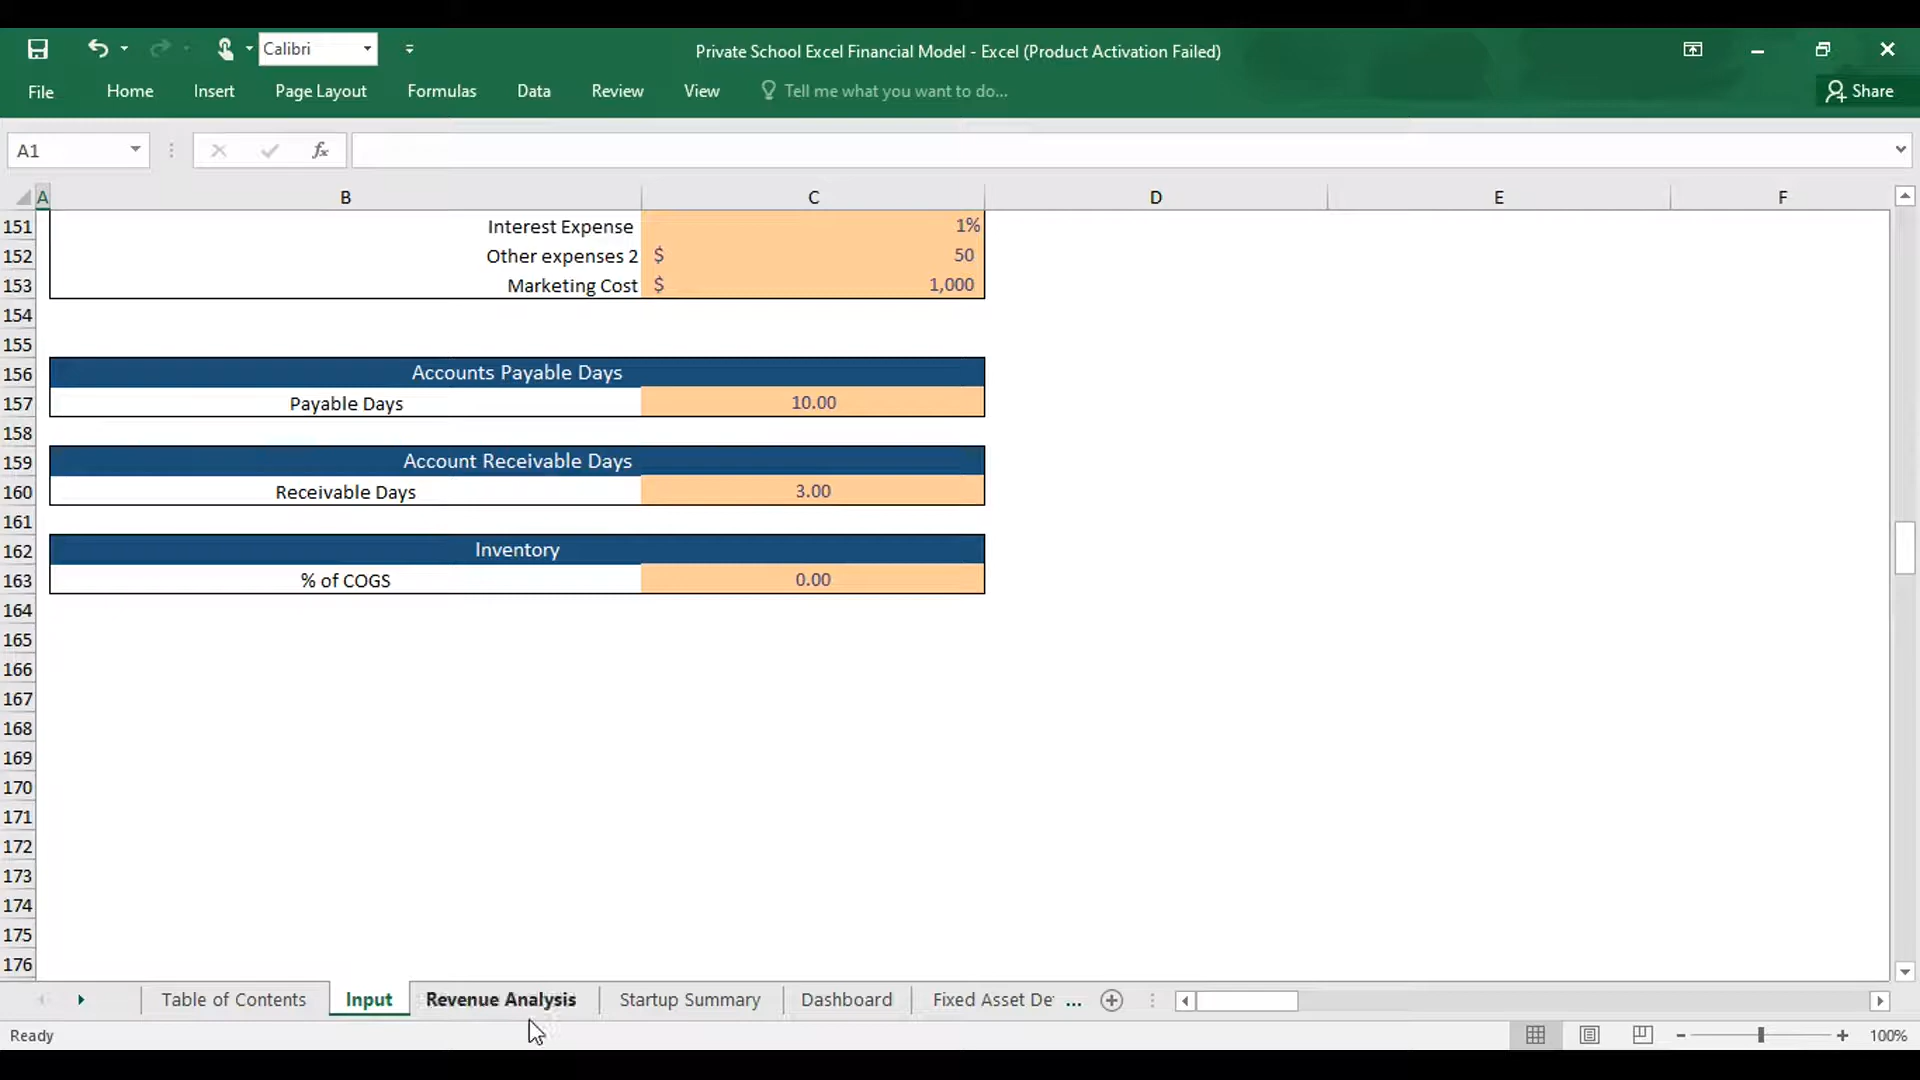 Calibri
Private School Excel Financial Model - Excel (Product Activation Failed)
File Home Insert Page Layout Formulas Data Review View Tell me what you want to do... Share
A1 fx
A B C D E F
151 Interest Expense 1%
152 Other expenses 2 $ 50
153 Marketing Cost $ 1,000
154
155
156 Accounts Payable Days
157 Payable Days 10.00
158
159 Account Receivable Days
160 Receivable Days 3.00
161
162 Inventory
163 % of COGS 0.00
164
165
166
167
168
169
170
171
172
173
174
175
176
Table of Contents Input Revenue Analysis Startup Summary Dashboard Fixed Asset De ...
Ready 100%